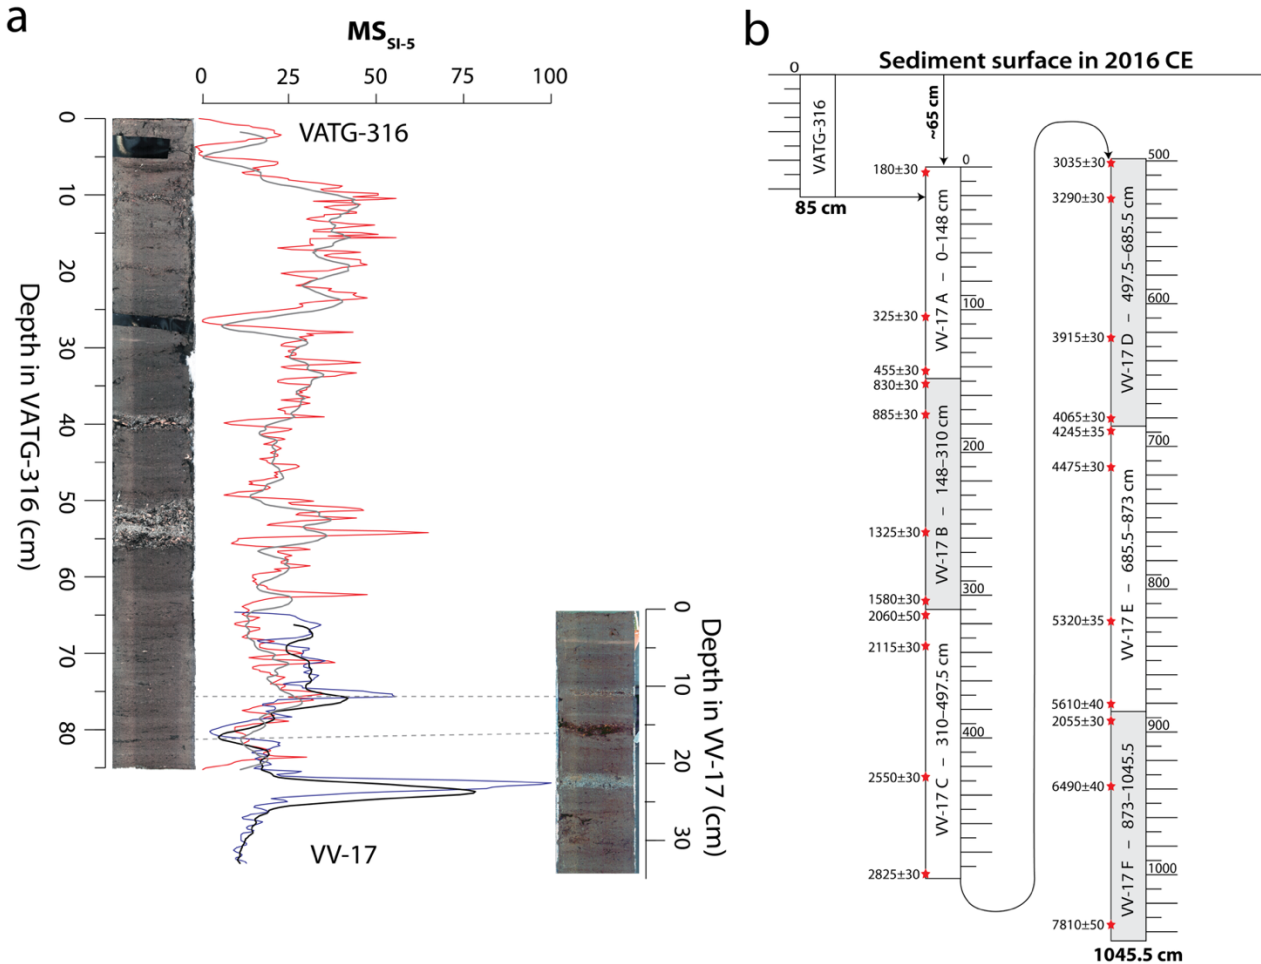 a
MS SI-5
0 25 50 75 100
VATG-316
0
10
20
30
40
50
60
70
80
Depth in VATG-316 (cm)
VV-17
0
10
20
30
Depth in VV-17 (cm)
b
Sediment surface in 2016 CE
0
VATG-316
85 cm
~65 cm
0
100
200
300
400
180±30
325±30
455±30
830±30
885±30
1325±30
1580±30
2060±50
2115±30
2550±30
2825±30
VV-17 A – 0–148 cm
VV-17 B – 148–310 cm
VV-17 C – 310–497.5 cm
500
600
700
800
900
1000
3035±30
3290±30
3915±30
4065±30
4245±35
4475±30
5320±35
5610±40
2055±30
6490±40
7810±50
VV-17 D – 497.5–685.5 cm
VV-17 E – 685.5–873 cm
VV-17 F – 873–1045.5
1045.5 cm